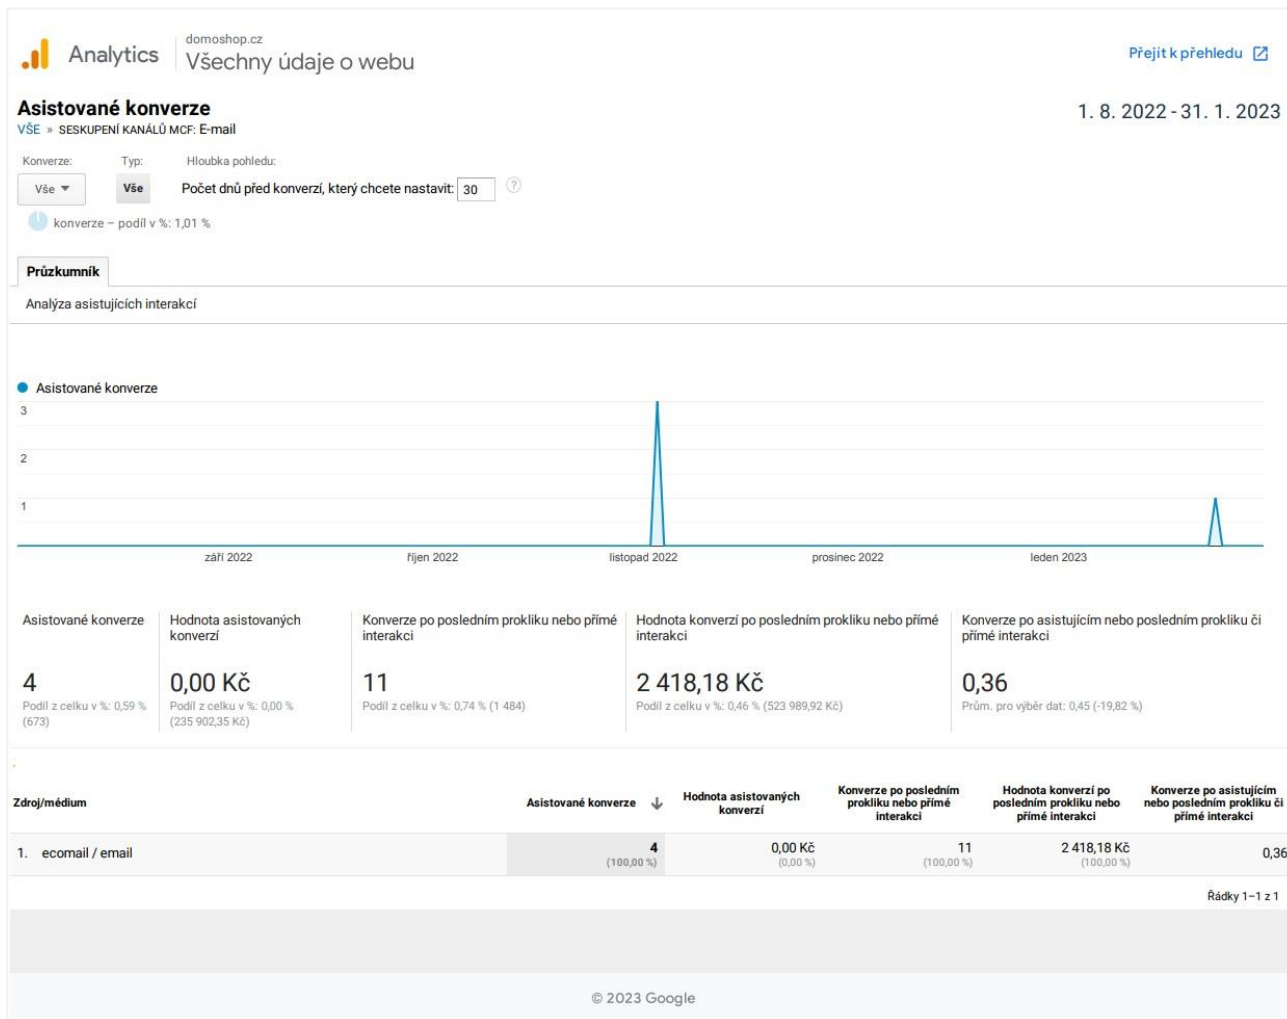 Analytics
domoshop.cz
Všechny údaje o webu
Přejít k přehledu
Asistované konverze
VŠE » SESKUPENÍ KANÁLŮ MCF: E-mail
1. 8. 2022 - 31. 1. 2023
Konverze: Typ: Hloubka pohledu:
Vše Vše Počet dnů před konverzí, který chcete nastavit: 30 ?
konverze – podíl v %: 1,01 %
Průzkumník
Analýza asistujících interakcí
Asistované konverze
3
2
1
září 2022 říjen 2022 listopad 2022 prosinec 2022 leden 2023
Asistované konverze
4
Podíl z celku v %: 0,59 %
(673)
Hodnota asistovaných
konverzí
0,00 Kč
Podíl z celku v %: 0,00 %
(235 902,35 Kč)
Konverze po posledním prokliku nebo přímé
interakci
11
Podíl z celku v %: 0,74 % (1 484)
Hodnota konverzí po posledním prokliku nebo přímé
interakci
2 418,18 Kč
Podíl z celku v %: 0,46 % (523 989,92 Kč)
Konverze po asistujícím nebo posledním prokliku či
přímé interakci
0,36
Prům. pro výběr dat: 0,45 (-19,82 %)
Zdroj/médium
Asistované konverze
Hodnota asistovaných
konverzí
Konverze po posledním
prokliku nebo přímé
interakci
Hodnota konverzí po
posledním prokliku nebo
přímé interakci
Konverze po asistujícím
nebo posledním prokliku či
přímé interakci
1. ecomail / email 4 0,00 Kč 11 2 418,18 Kč 0,36
(100,00 %) (0,00 %) (100,00 %) (100,00 %)
Řádky 1–1 z 1
© 2023 Google